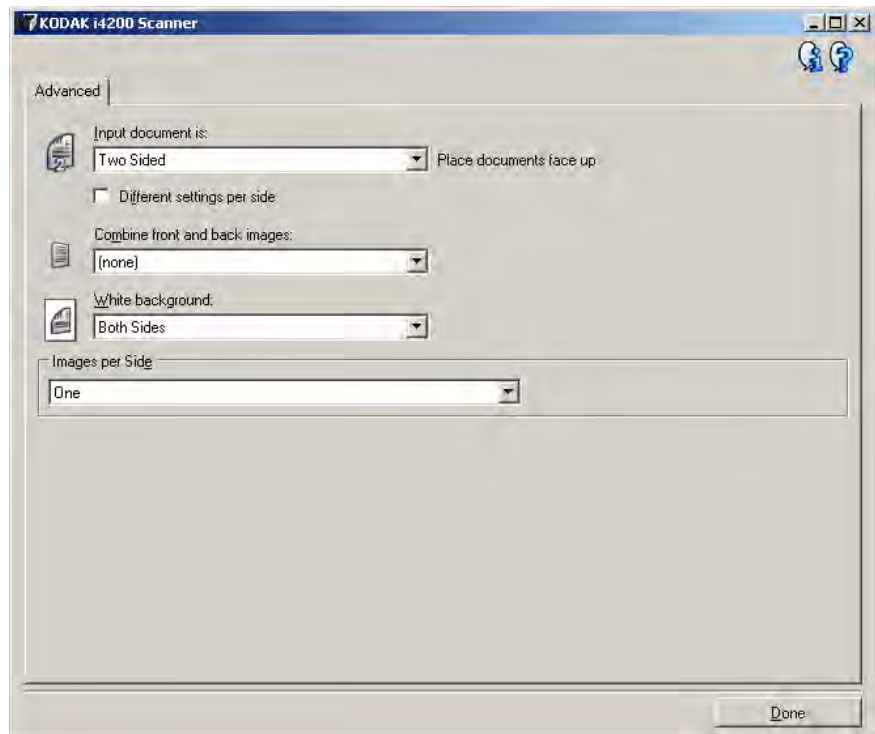 KODAK i4200 Scanner
Advanced
Input document is:
Two Sided
Place documents face up
Different settings per side
Combine front and back images:
(none)
White background:
Both Sides
Images per Side
One
Done